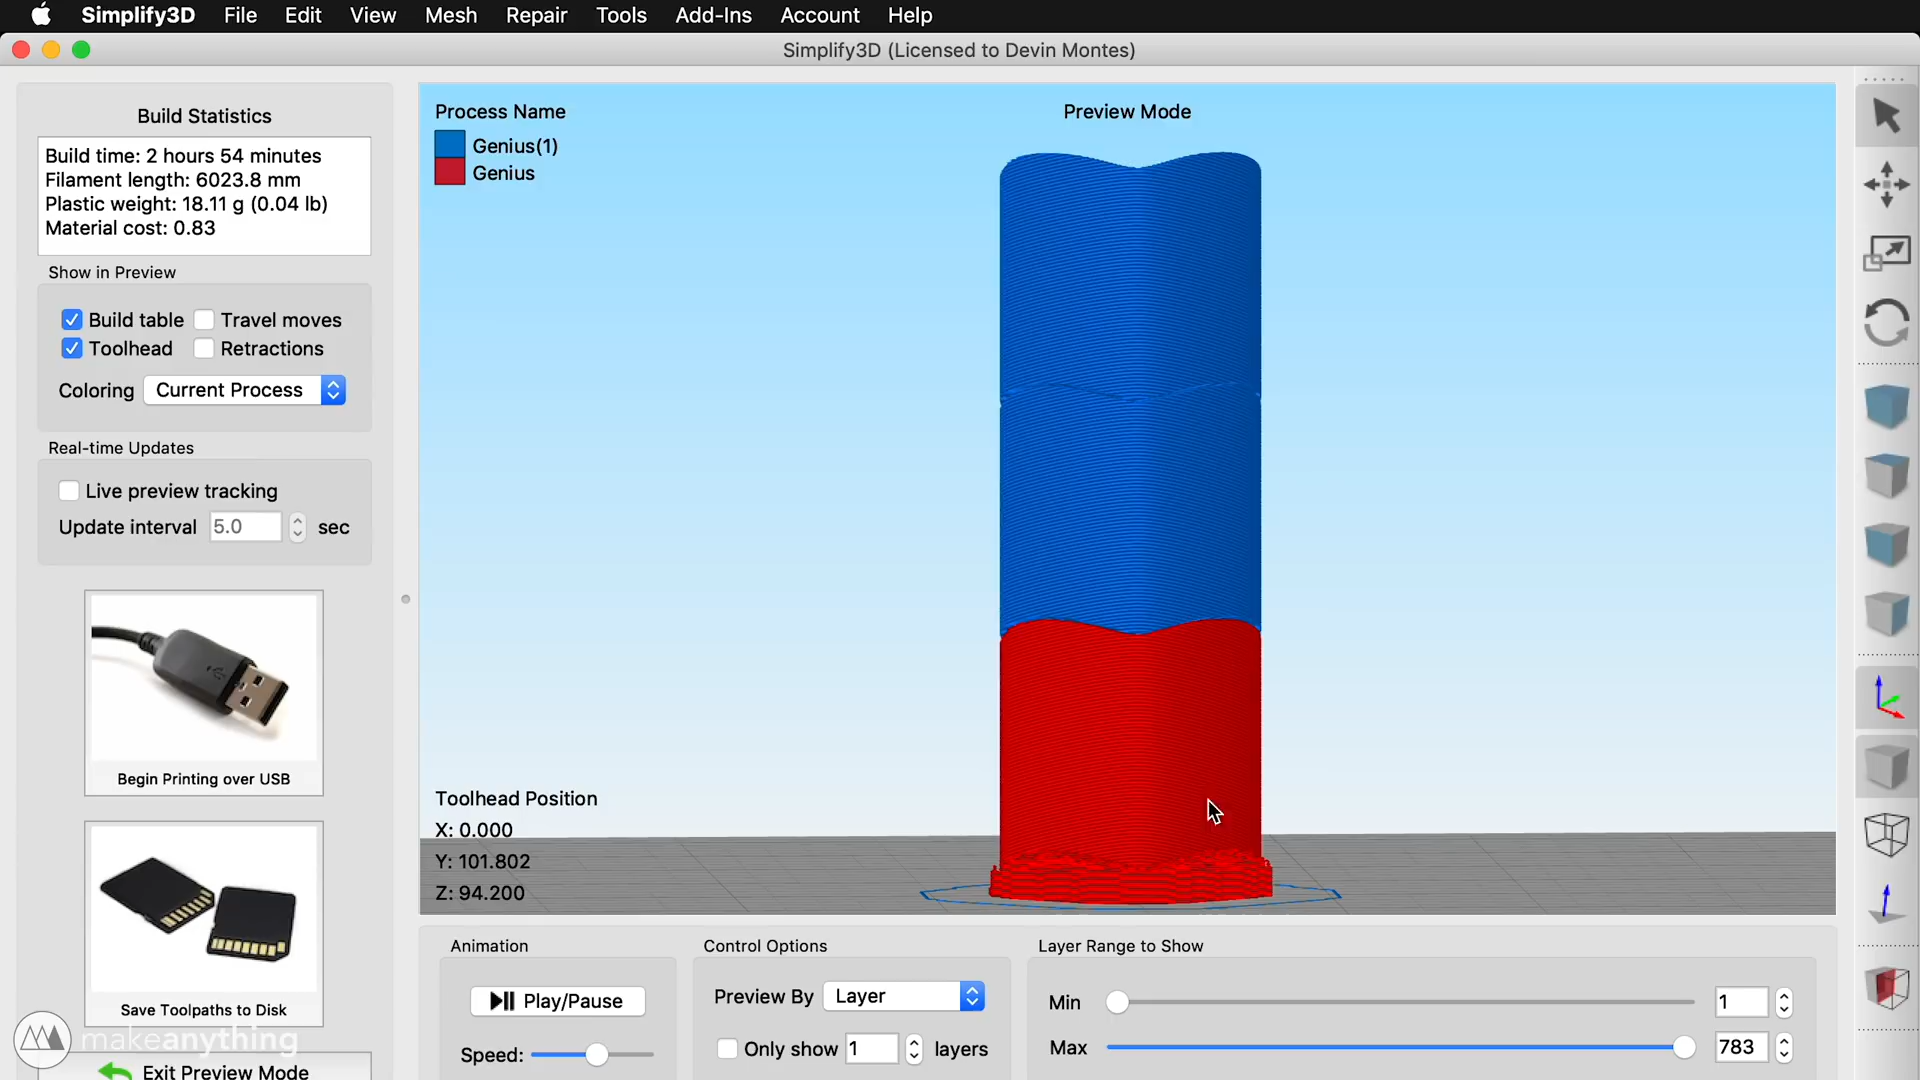 Simplify3D File Edit View Mesh Repair Tools Add-Ins Account Help
Simplify3D (Licensed to Devin Montes)
Build Statistics
Build time: 2 hours 54 minutes
Filament length: 6023.8 mm
Plastic weight: 18.11 g (0.04 lb)
Material cost: 0.83
Show in Preview
Build table Travel moves
Toolhead Retractions
Coloring Current Process
Real-time Updates
Live preview tracking
Update interval 5.0 sec
Begin Printing over USB
Save Toolpaths to Disk
makeanything
Exit Preview Mode
Process Name
Genius(1)
Genius
Preview Mode
Toolhead Position
X: 0.000
Y: 101.802
Z: 94.200
Animation
Play/Pause
Speed:
Control Options
Preview By Layer
Only show 1 layers
Layer Range to Show
Min 1
Max 783